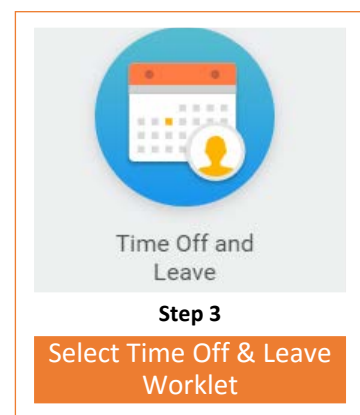 Time Off and
Leave
Step 3
Select Time Off & Leave
Worklet